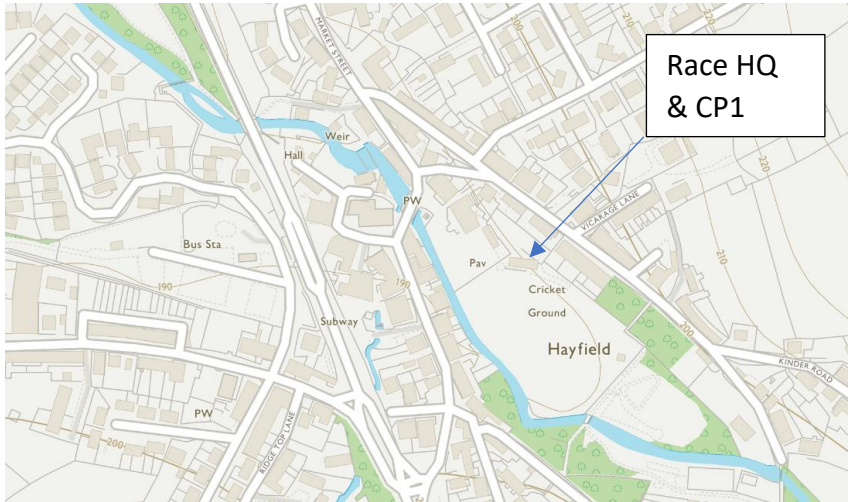 MARKET STREET
200
210
Race HQ
& CP1
220
Weir
Hall
PW
VICARAGE LANE
Bus Sta
Pav
210
190
190
Cricket
Ground
Subway
200
Hayfield
KINDER ROAD
PW
200
RIDGE TOP LANE